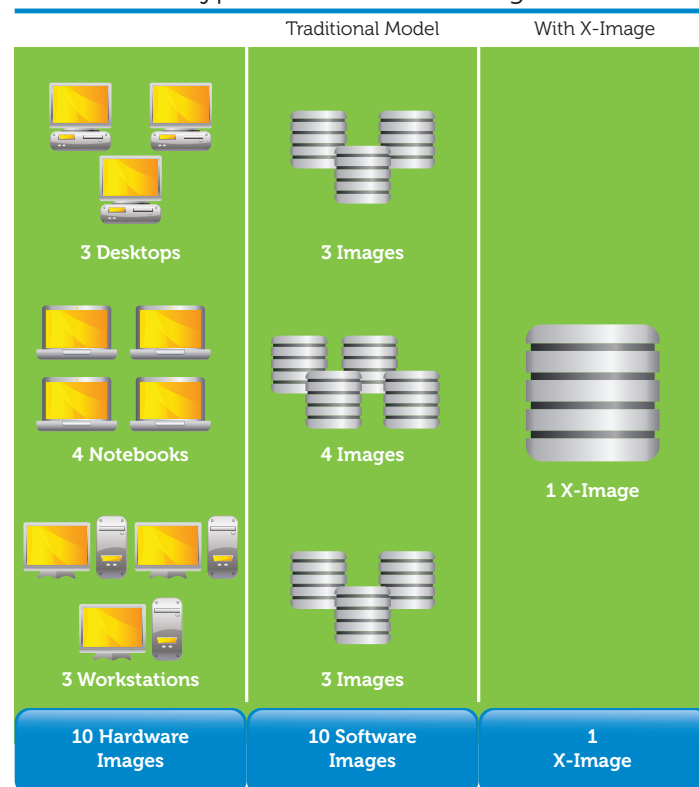 Traditional Model
With X-Image
3 Desktops
3 Images
4 Notebooks
4 Images
1 X-Image
3 Workstations
3 Images
10 Hardware
Images
10 Software
Images
1
X-Image